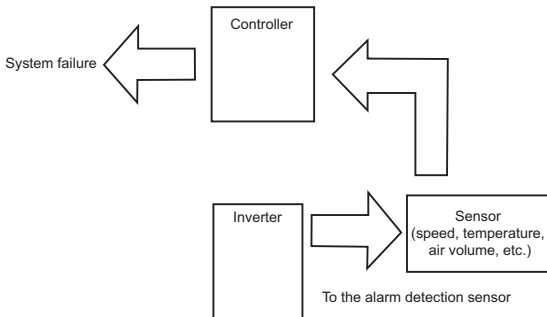 Controller
System failure
Inverter
Sensor
(speed, temperature,
air volume, etc.)
To the alarm detection sensor